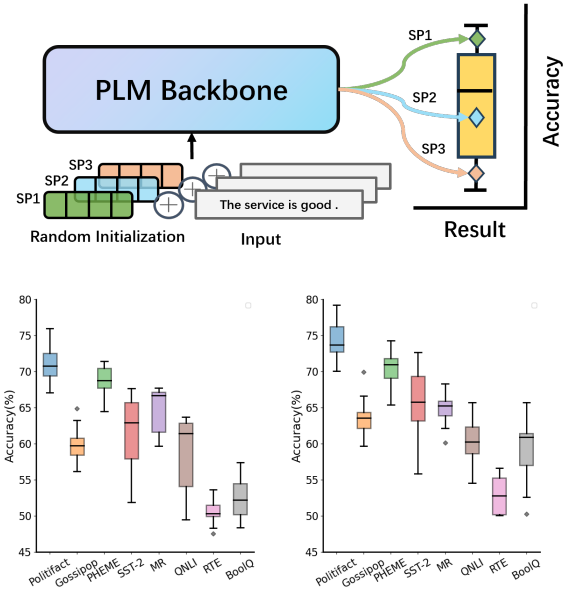 SP1
PLM Backbone
SP2
SP3
Accuracy
SP3
SP2
SP1
The service is good .
Random Initialization
Input
Result
80
75
70
65
60
55
50
45
Accuracy(%)
Politifact
Gossipop
PHEME
SST-2
MR
QNLI
RTE
BoolQ
80
75
70
65
60
55
50
45
Accuracy(%)
Politifact
Gossipop
PHEME
SST-2
MR
QNLI
RTE
BoolQ